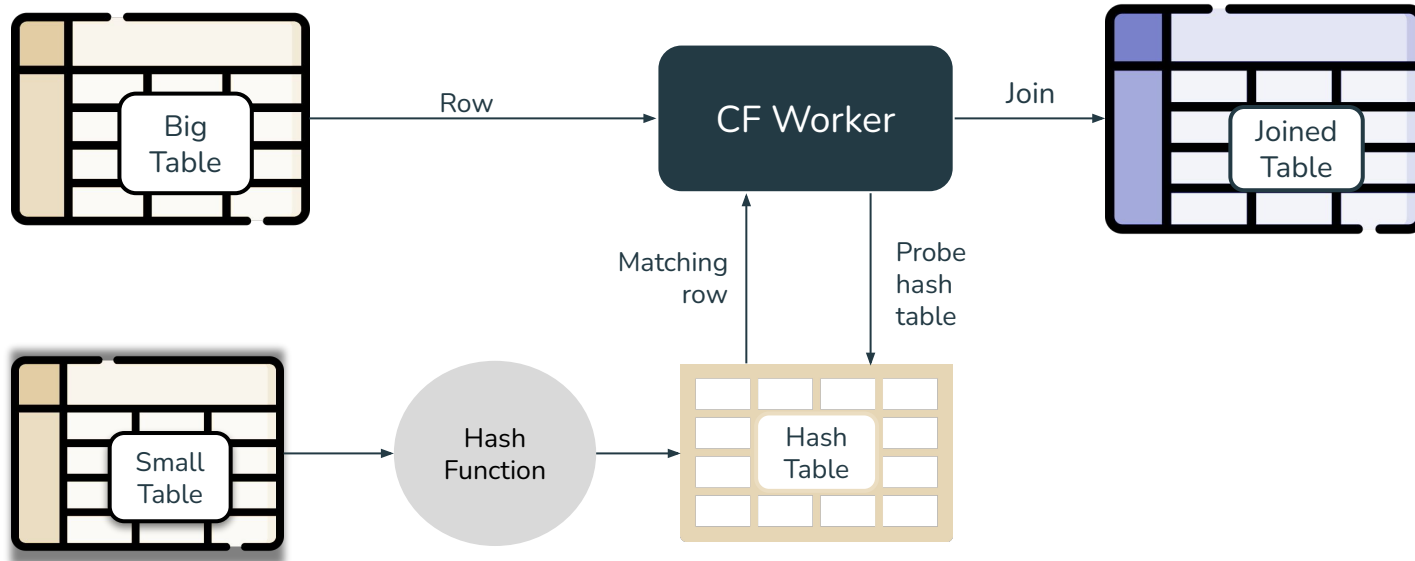 Big
Table
Row
CF Worker
Join
Joined
Table
Matching
row
Probe
hash
table
Small
Table
Hash
Function
Hash
Table